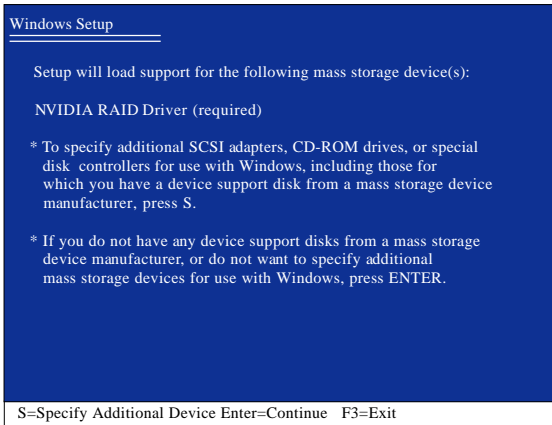 Windows Setup
Setup will load support for the following mass storage device(s):
NVIDIA RAID Driver (required)
* To specify additional SCSI adapters, CD-ROM drives, or special
disk controllers for use with Windows, including those for
which you have a device support disk from a mass storage device
manufacturer, press S.
* If you do not have any device support disks from a mass storage
device manufacturer, or do not want to specify additional
mass storage devices for use with Windows, press ENTER.
S=Specify Additional Device Enter=Continue F3=Exit